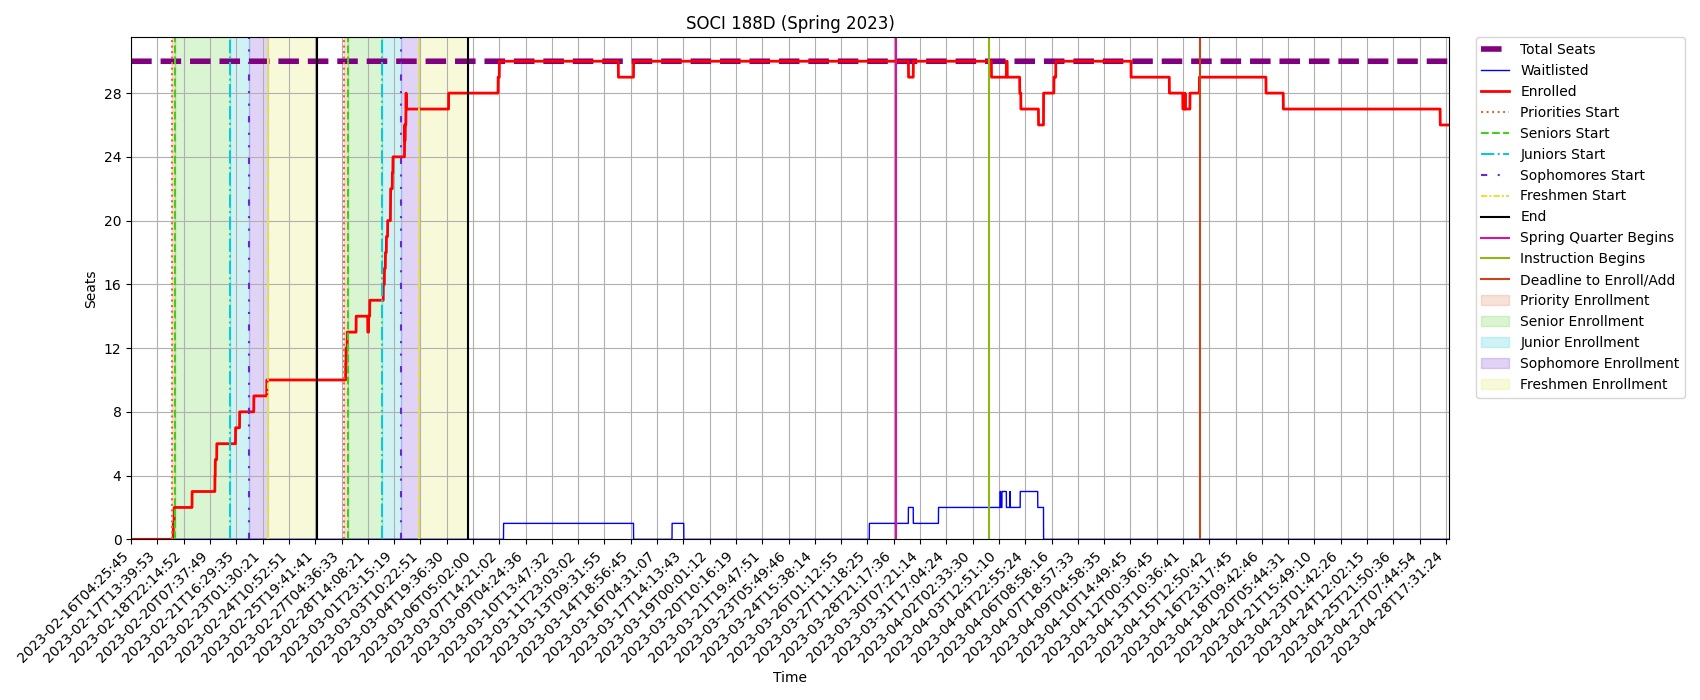 SOCI 188D (Spring 2023)
Seats
28
24
20
16
12
8
4
0
2023-02-16T04:25:45
2023-02-17T13:39:53
2023-02-18T22:14:52
2023-02-20T07:37:49
2023-02-21T16:29:35
2023-02-23T01:30:21
2023-02-24T10:52:51
2023-02-25T19:41:41
2023-02-27T04:36:33
2023-02-28T14:08:21
2023-03-01T23:15:19
2023-03-03T10:22:51
2023-03-04T19:36:30
2023-03-06T05:02:00
2023-03-07T14:21:02
2023-03-09T04:24:36
2023-03-10T13:47:32
2023-03-11T23:03:02
2023-03-13T09:31:55
2023-03-14T18:56:45
2023-03-16T04:31:07
2023-03-17T14:13:43
2023-03-19T00:01:12
2023-03-20T10:16:19
2023-03-21T19:47:51
2023-03-23T05:49:46
2023-03-24T15:38:14
2023-03-26T01:12:55
2023-03-27T11:18:25
2023-03-28T21:17:36
2023-03-30T07:21:14
2023-03-31T17:04:24
2023-04-02T02:33:30
2023-04-03T12:51:10
2023-04-04T22:55:24
2023-04-06T08:58:16
2023-04-07T18:57:33
2023-04-09T04:58:35
2023-04-10T14:49:45
2023-04-12T00:36:45
2023-04-13T10:36:41
2023-04-15T12:50:42
2023-04-16T23:17:45
2023-04-18T09:42:46
2023-04-20T05:44:31
2023-04-21T15:49:10
2023-04-23T01:42:26
2023-04-24T12:02:15
2023-04-25T21:50:36
2023-04-27T07:44:54
2023-04-28T17:31:24
Time
Total Seats
Waitlisted
Enrolled
Priorities Start
Seniors Start
Juniors Start
Sophomores Start
Freshmen Start
End
Spring Quarter Begins
Instruction Begins
Deadline to Enroll/Add
Priority Enrollment
Senior Enrollment
Junior Enrollment
Sophomore Enrollment
Freshmen Enrollment